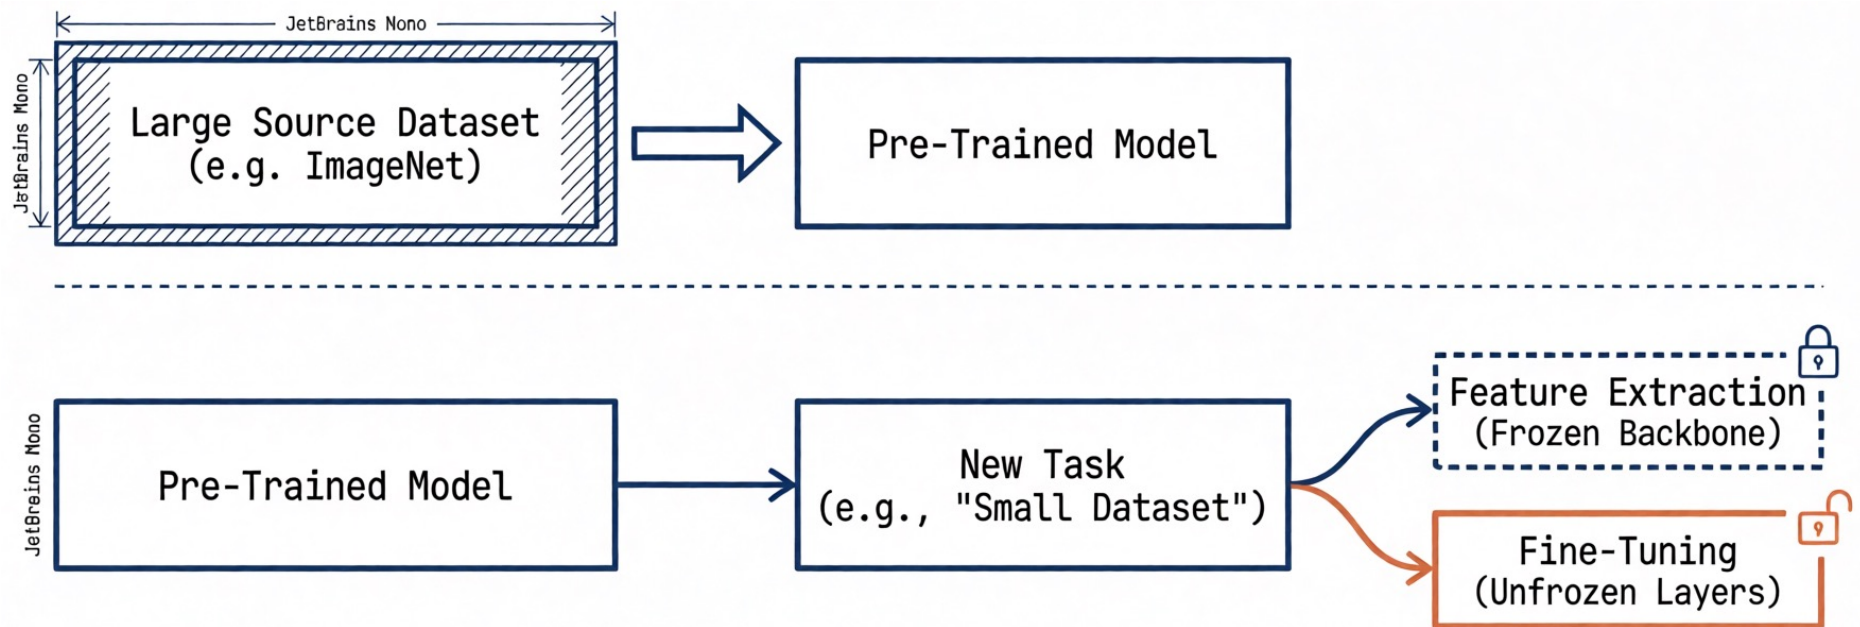 JetBrains Nono
JetBrains Mono
Large Source Dataset
(e.g. ImageNet)
Pre-Trained Model
JetBrains Mono
Pre-Trained Model
New Task
(e.g., "Small Dataset")
Feature Extraction
(Frozen Backbone)
Fine-Tuning
(Unfrozen Layers)